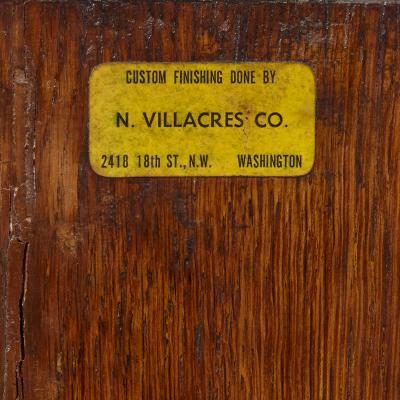 CUSTOM FINISHING DONE BY
N. VILLACRES CO.
2418 18th ST., N.W. WASHINGTON